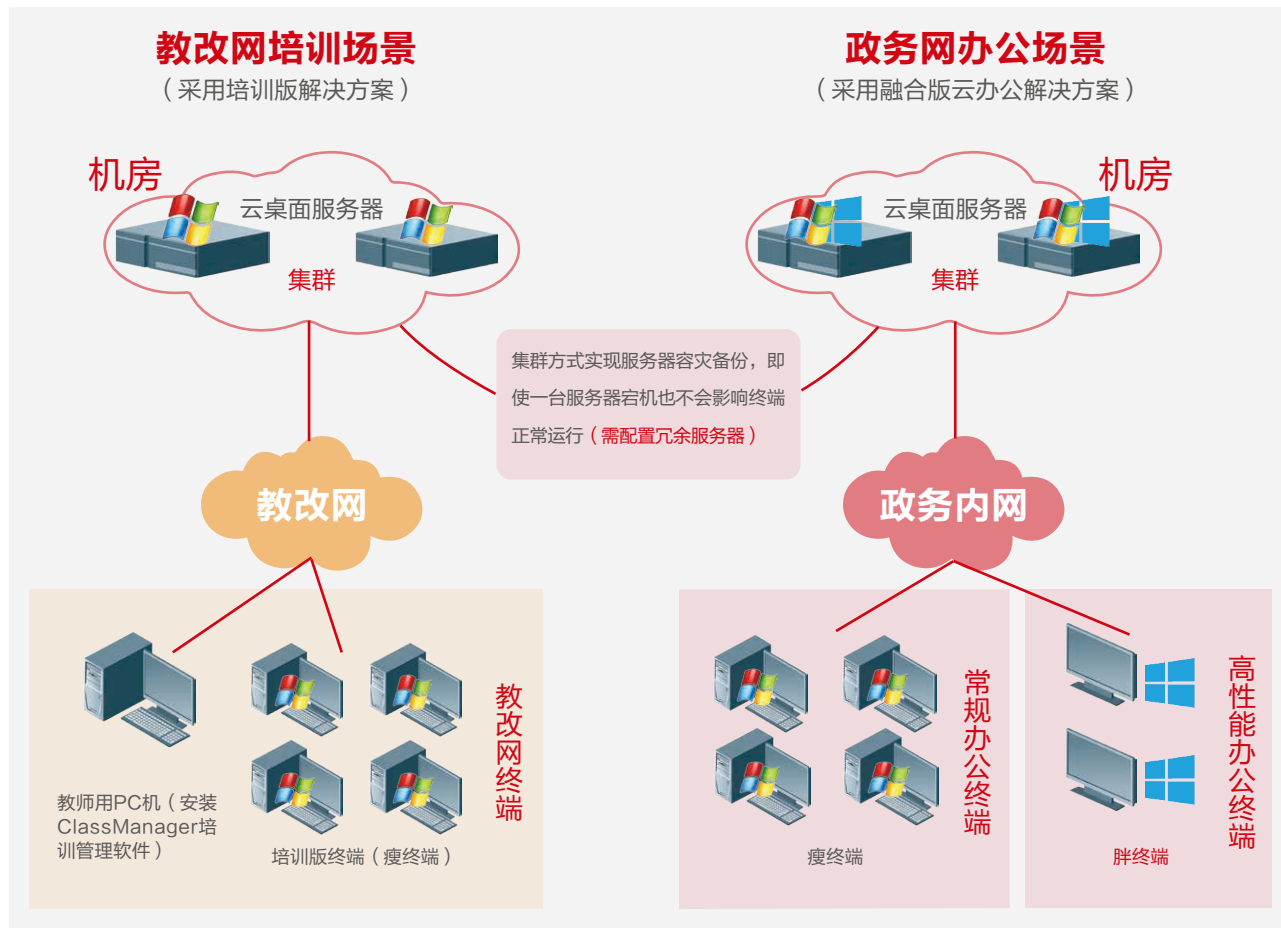 教改网培训场景
（采用培训版解决方案）
政务网办公场景
（采用融合版云办公解决方案）
机房
云桌面服务器
集群
机房
云桌面服务器
集群
集群方式实现服务器容灾备份，即
使一台服务器宕机也不会影响终端
正常运行（需配置冗余服务器）
教改网
政务内网
教师用PC机（安装
ClassManager培
训管理软件）
培训版终端（瘦终端）
教改网终端
瘦终端
常规办公终端
胖终端
高性能办公终端